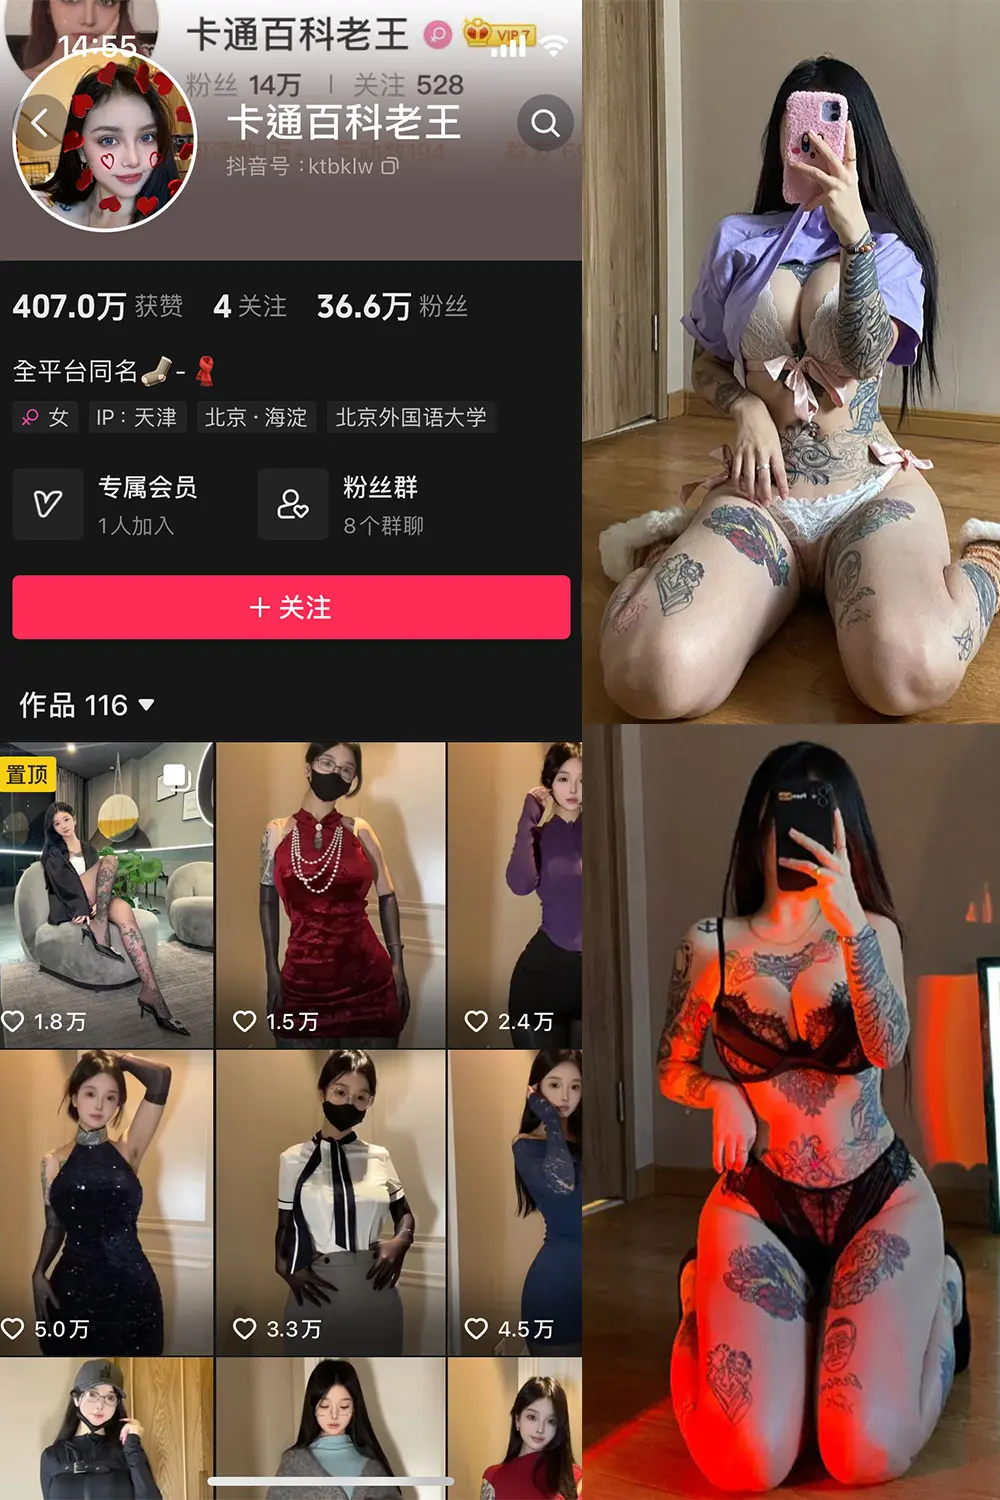 卡通百科老王
VIP 7
14:55
粉丝 14万 | 关注 528
卡通百科老王
抖音号：ktbklw
407.0万 获赞 4 关注 36.6万 粉丝
全平台同名 -
女 IP：天津 北京·海淀 北京外国语大学
专属会员 粉丝群
1人加入 8个群聊
+ 关注
作品 116
置顶
1.8万 1.5万 2.4万
5.0万 3.3万 4.5万